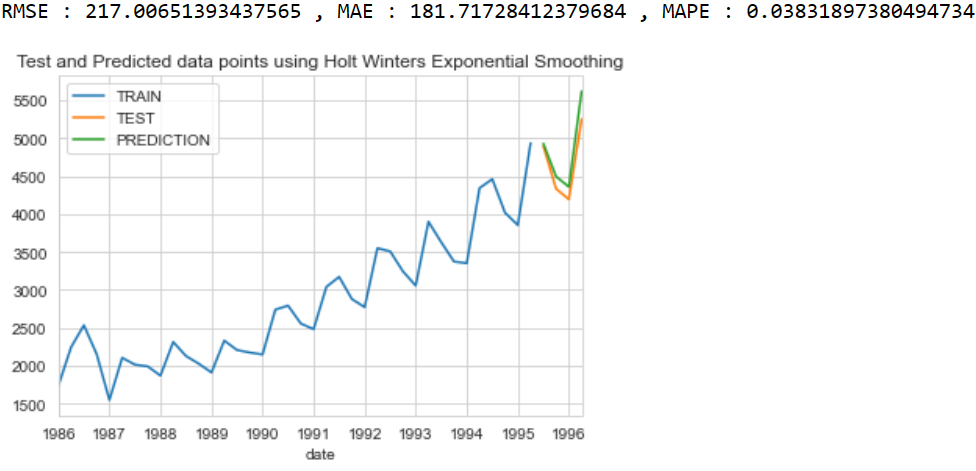 RMSE : 217.00651393437565 , MAE : 181.71728412379684 , MAPE : 0.03831897380494734
Test and Predicted data points using Holt Winters Exponential Smoothing
TRAIN
TEST
PREDICTION
5500
5000
4500
4000
3500
3000
2500
2000
1500
1986 1987 1988 1989 1990 1991 1992 1993 1994 1995 1996
date